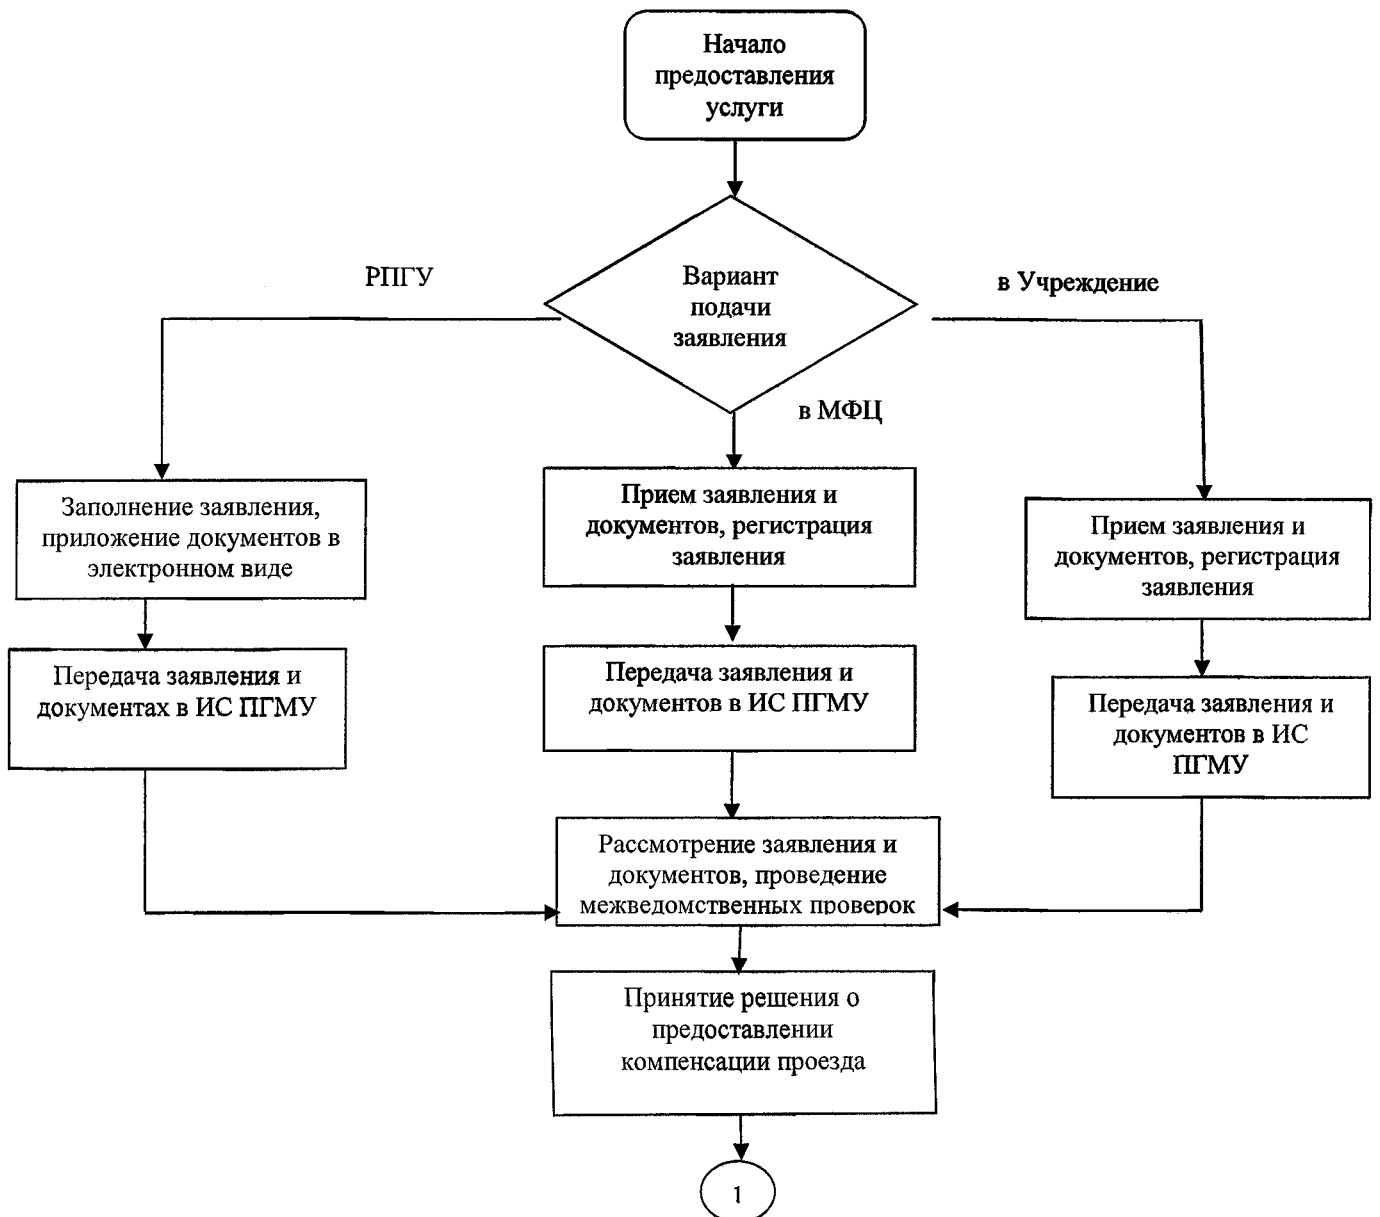 Начало
предоставления
услуги
РПГУ
Вариант
подачи
заявления
в Учреждение
в МФЦ
Заполнение заявления,
приложение документов в
электронном виде
Прием заявления и
документов, регистрация
заявления
Прием заявления и
документов, регистрация
заявления
Передача заявления и
документах в ИС ПГМУ
Передача заявления и
документов в ИС ПГМУ
Передача заявления и
документов в ИС
ПГМУ
Рассмотрение заявления и
документов, проведение
межведомственных проверок
Принятие решения о
предоставлении
компенсации проезда
1